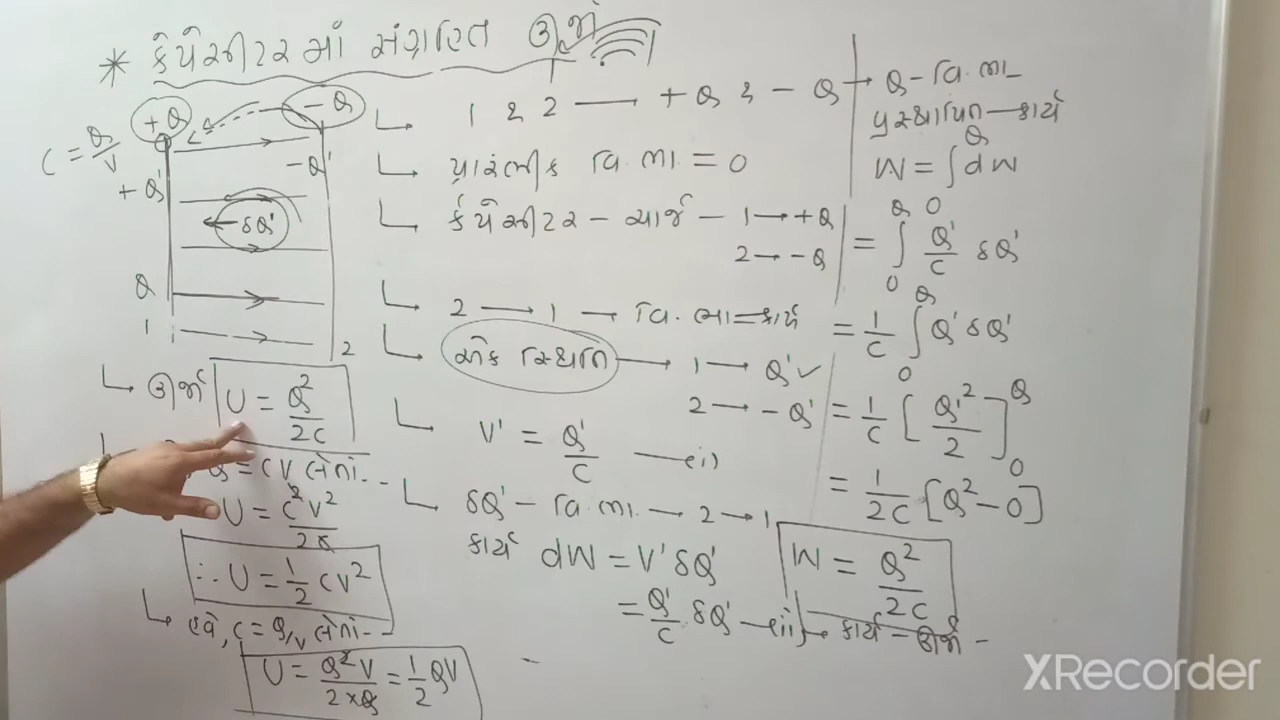 * કેપેસીટરમાં સંગ્રહિત ઊર્જા
+Q
-Q
C = Q/V
+Q'
-Q'
δQ'
Q
1
2
1 & 2 → +Q & -Q
પ્રારંભીક વિ.ભા. = 0
કેપેસીટર - ચાર્જ - 1 → +Q
2 → -Q
2 → 1 → વિ.ભા → કાર્ય
1 → Q' ✓
2 → -Q'
V' = Q'/C —(i)
δQ' - વિ.ભા. → 2 → 1
કાર્ય dW = V' δQ'
= Q'/C δQ' —(ii)
→ Q - વિ.ભા
કાર્ય
W = ∫₀^Q dW
= ∫₀^Q Q'/C δQ'
= 1/C ∫₀^Q Q' δQ'
= 1/C [Q'²/2]₀^Q
= 1/2C [Q² - 0]
W = Q²/2C
→ કાર્ય - ઊર્જા -
ઊર્જા U = Q²/2C
Q = CV લેતાં..
U = C²V²/2C
∴ U = 1/2 CV²
હવે, C = Q/V લેતાં--
U = Q²V/2×Q = 1/2 QV
XRecorder